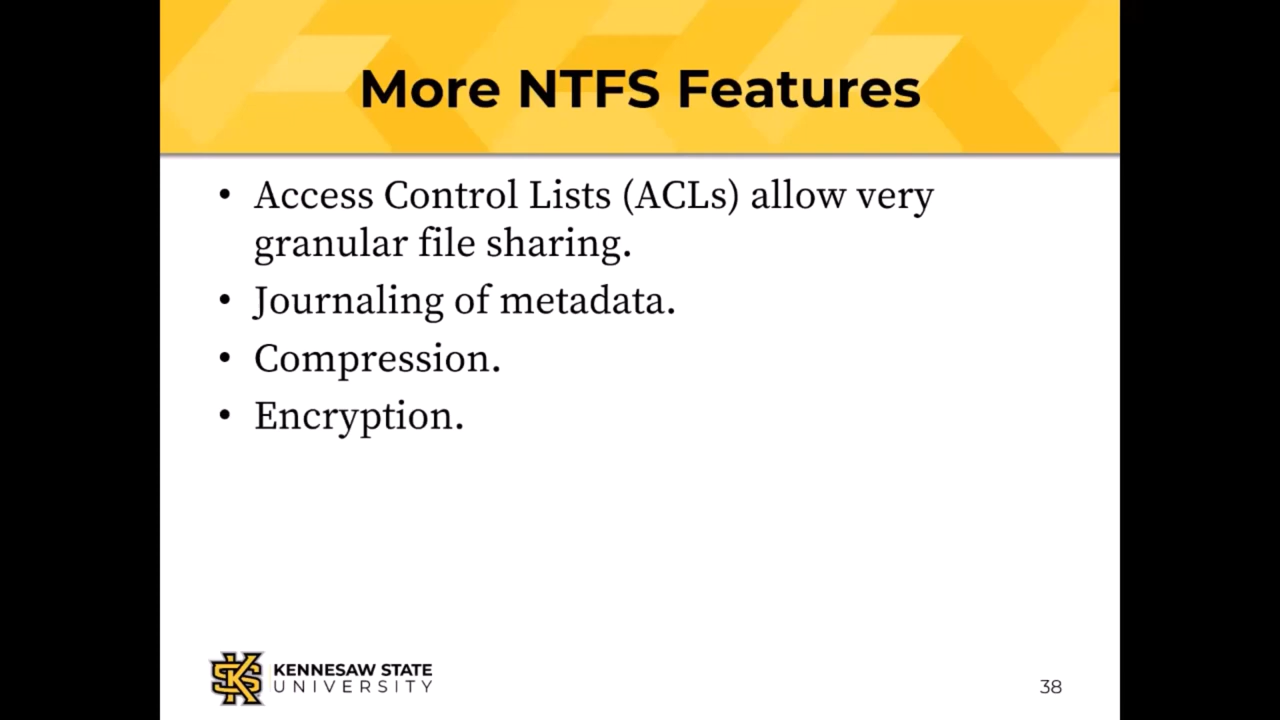 More NTFS Features
• Access Control Lists (ACLs) allow very
granular file sharing.
• Journaling of metadata.
• Compression.
• Encryption.
KENNESAW STATE
UNIVERSITY
38